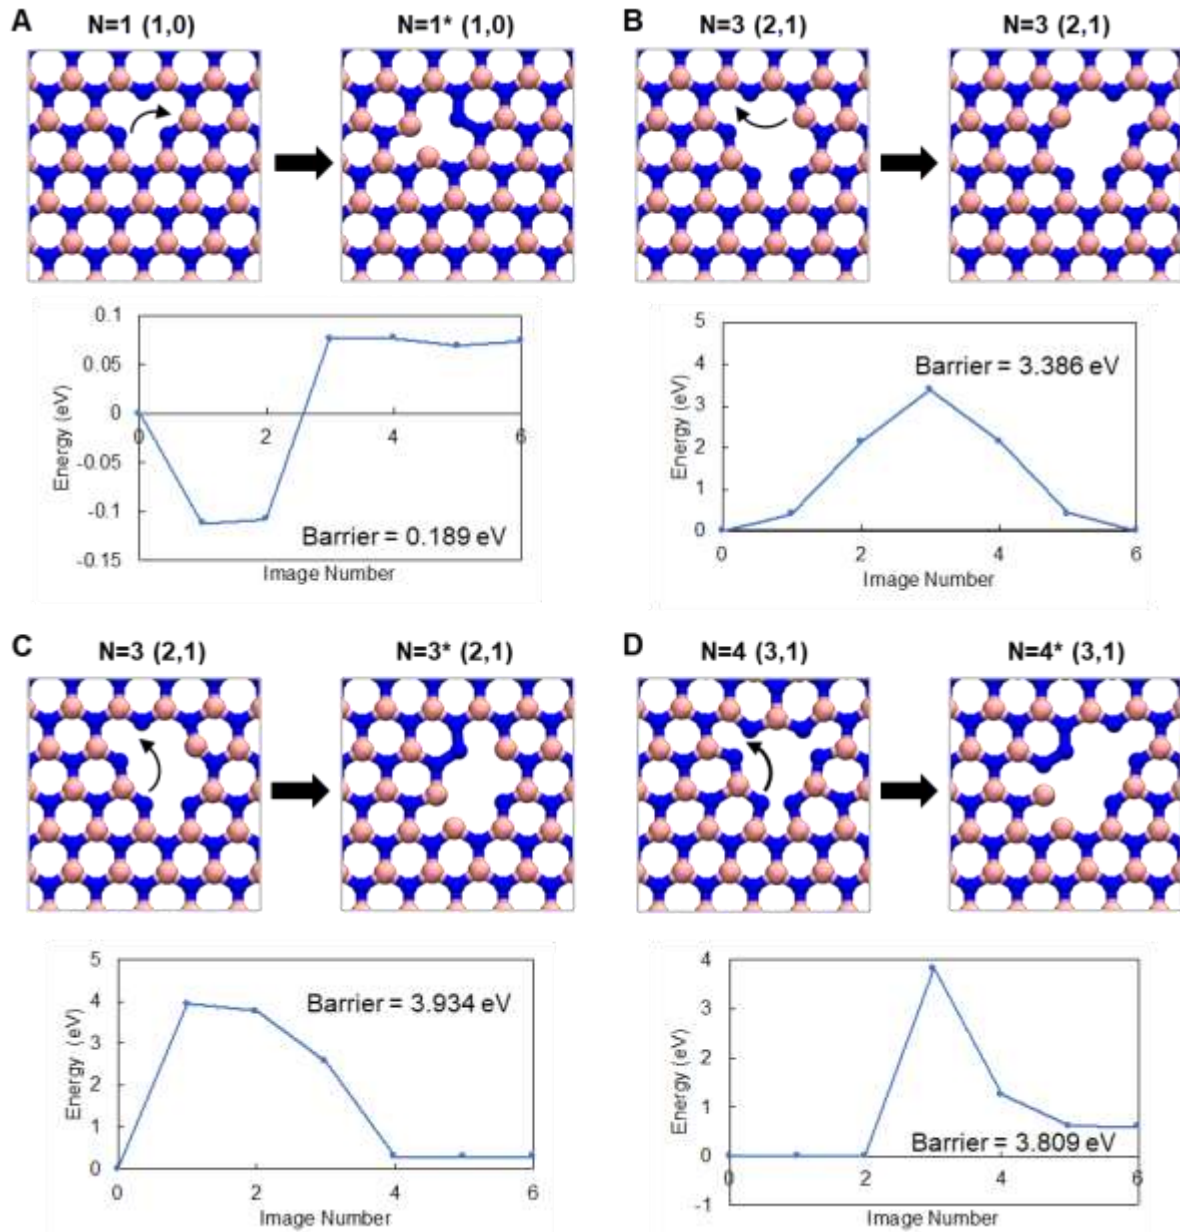 A
N=1 (1,0)
N=1* (1,0)
0.1
0.05
0
-0.05
-0.1
-0.15
0
2
4
6
Energy (eV)
Barrier = 0.189 eV
Image Number
B
N=3 (2,1)
N=3 (2,1)
5
4
3
2
1
0
0
2
4
6
Energy (eV)
Barrier = 3.386 eV
Image Number
C
N=3 (2,1)
N=3* (2,1)
5
4
3
2
1
0
0
2
4
6
Energy (eV)
Barrier = 3.934 eV
Image Number
D
N=4 (3,1)
N=4* (3,1)
4
3
2
1
0
-1
0
2
4
6
Energy (eV)
Barrier = 3.809 eV
Image Number